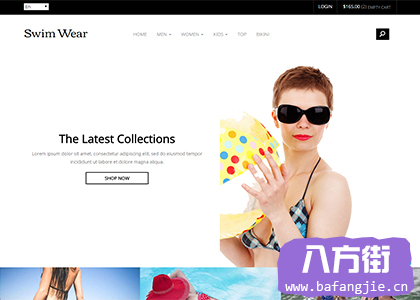 En
LOGIN
$165.00 (2) EMPTY CART
Swim Wear
HOME
MEN
WOMEN
KIDS
TOP
BIKINI
The Latest Collections
Lorem ipsum dolor sit amet, consectetur adipiscing elit, sed do eiusmod tempor
incididunt ut labore et dolore magna aliqua.
SHOP NOW
八方街
www.bafangjie.cn